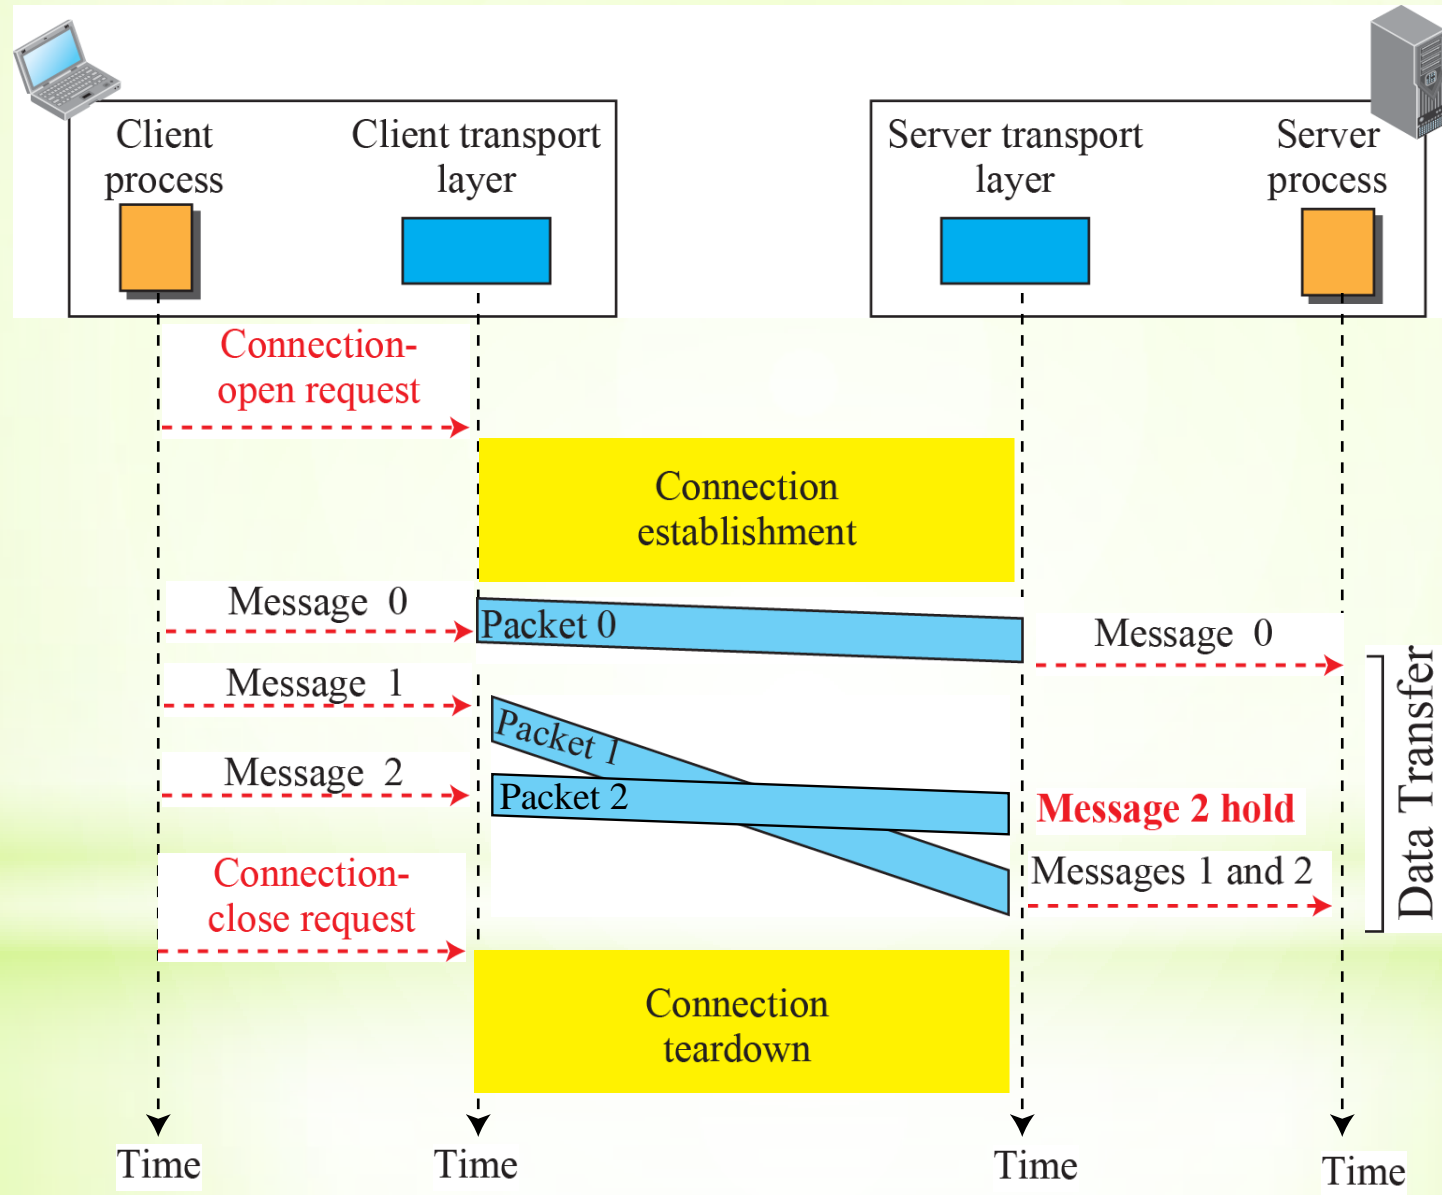 Client
process
Client transport
layer
Server transport
layer
Server
process
Connection-
open request
Connection
establishment
Message 0
Packet 0
Message 0
Message 1
Packet 1
Message 2
Packet 2
Message 2 hold
Messages 1 and 2
Data Transfer
Connection-
close request
Connection
teardown
Time
Time
Time
Time